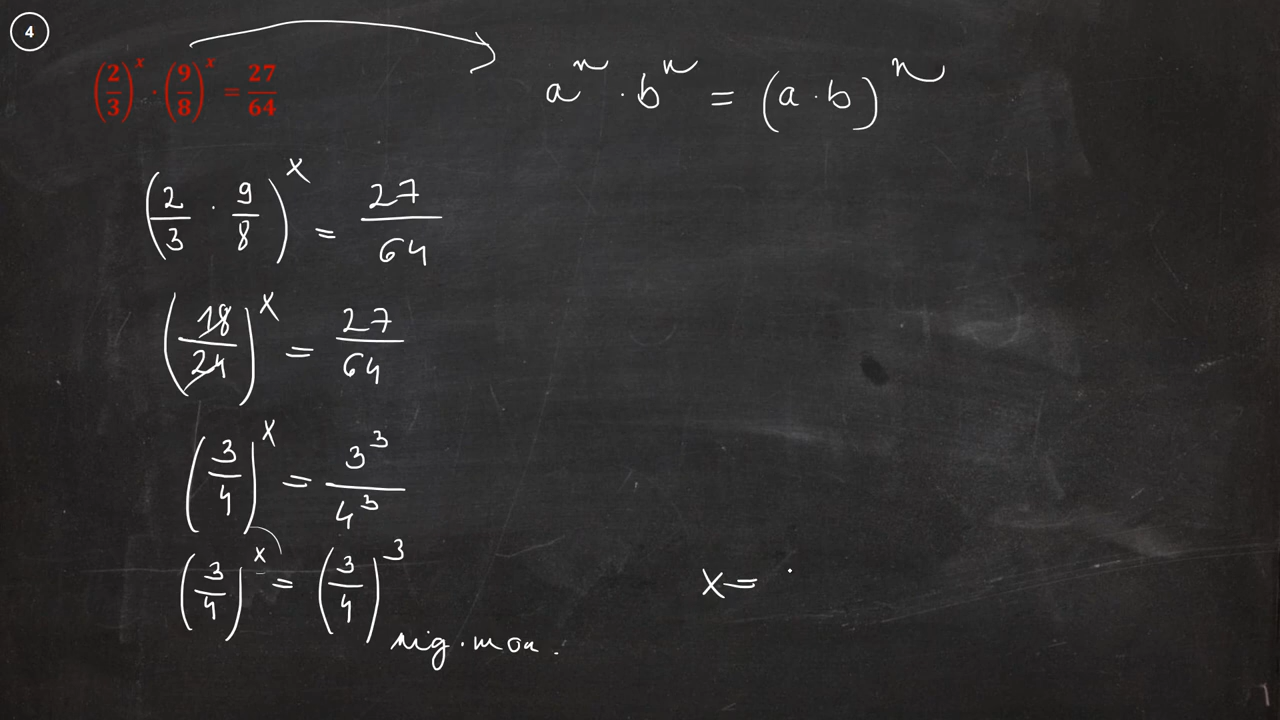 4
(2/3)^x · (9/8)^x = 27/64
a^n · b^n = (a · b)^n
(2/3 · 9/8)^x = 27/64
(18/24)^x = 27/64
(3/4)^x = 3^3/4^3
(3/4)^x = (3/4)^3
x =